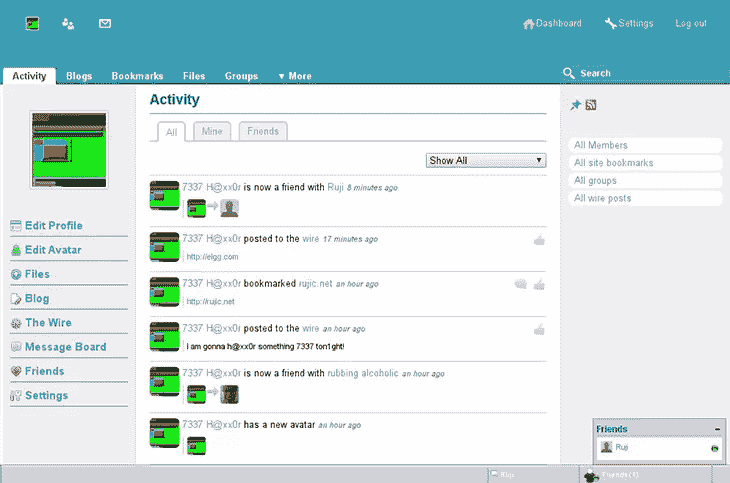 Dashboard Settings Log out
Activity Blogs Bookmarks Files Groups ▼ More Search
Activity
All Mine Friends
Show All
7337 H@xx0r is now a friend with Ruji 8 minutes ago
7337 H@xx0r posted to the wire 17 minutes ago
http://elgg.com
7337 H@xx0r bookmarked rujic.net an hour ago
http://rujic.net
7337 H@xx0r posted to the wire an hour ago
I am gonna h@xx0r something 7337 ton1ght!
7337 H@xx0r is now a friend with rubbing alcoholic an hour ago
7337 H@xx0r has a new avatar an hour ago
Edit Profile
Edit Avatar
Files
Blog
The Wire
Message Board
Friends
Settings
All Members
All site bookmarks
All groups
All wire posts
Friends
Ruji
Ruji
Friends (1)